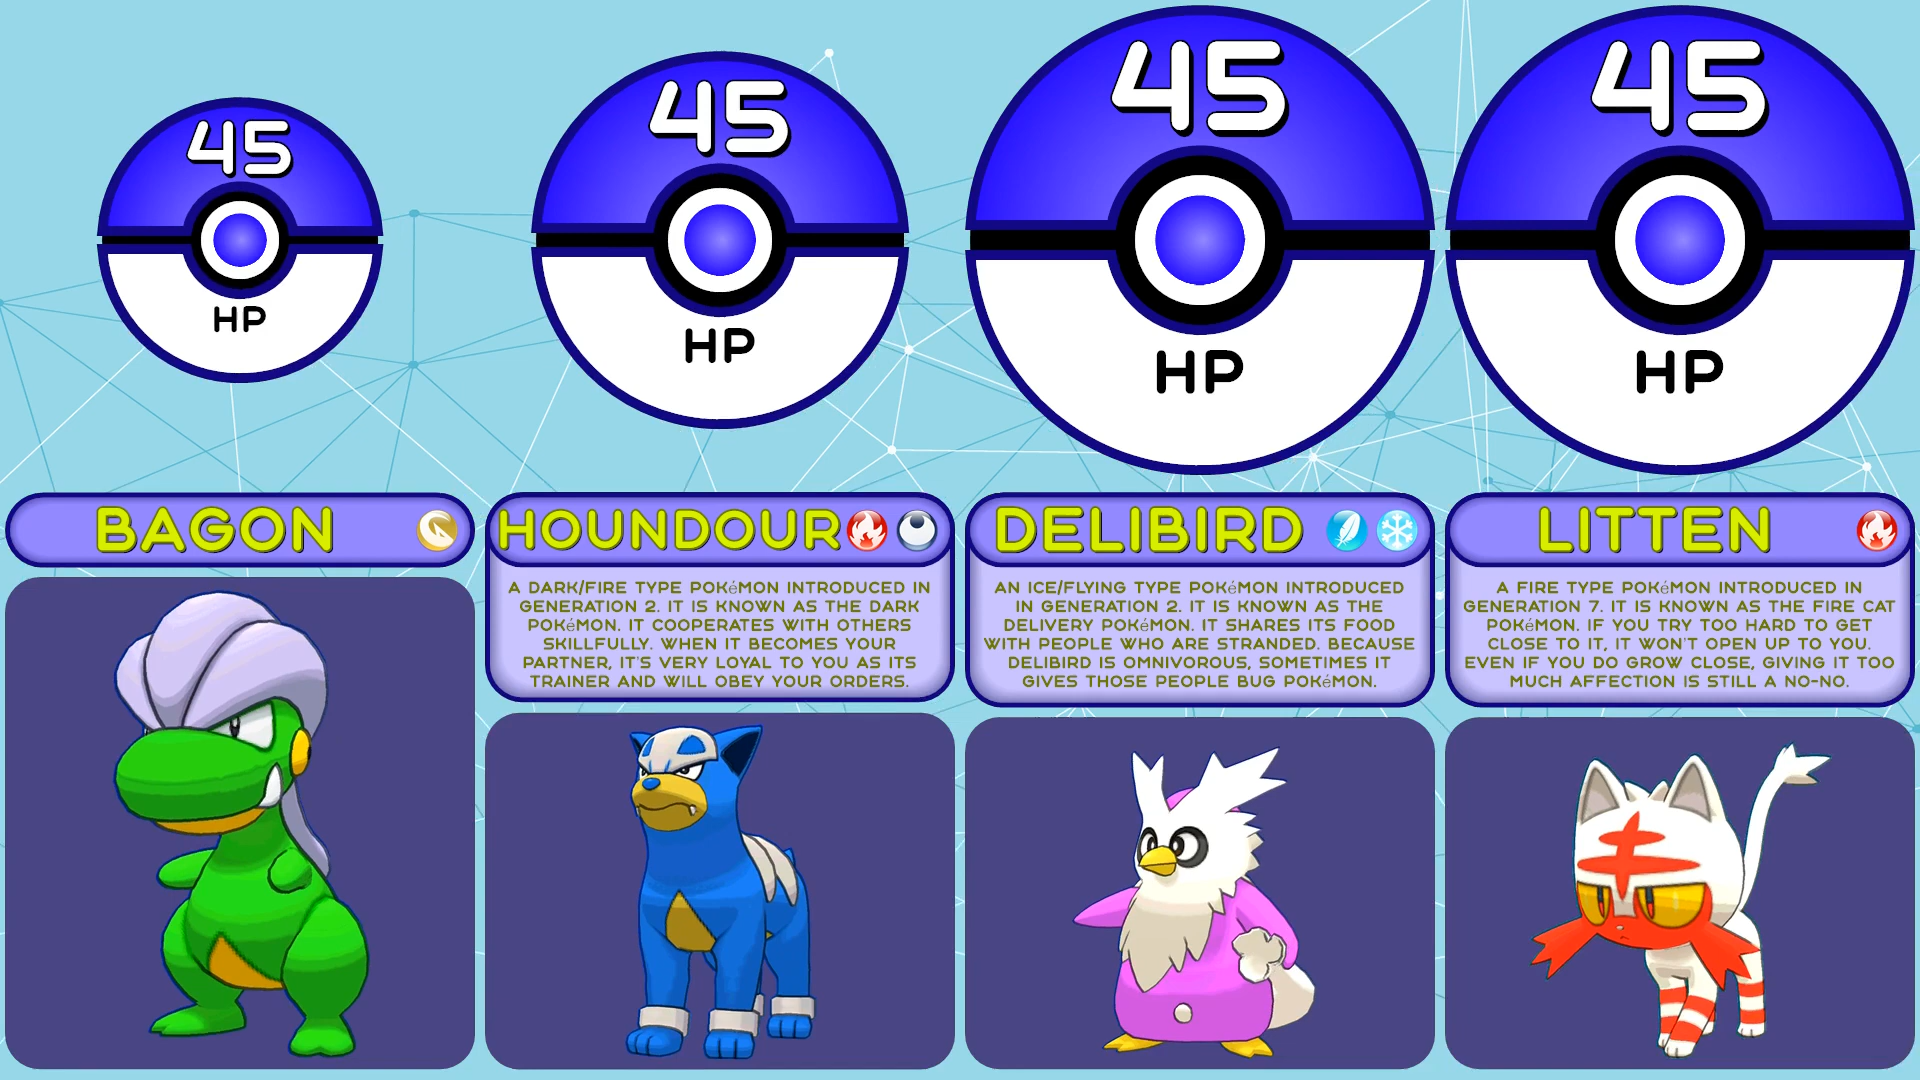 45
HP
45
HP
45
HP
45
HP
BAGON
HOUNDOUR
A DARK/FIRE TYPE POKéMON INTRODUCED IN
GENERATION 2. IT IS KNOWN AS THE DARK
POKéMON. IT COOPERATES WITH OTHERS
SKILLFULLY. WHEN IT BECOMES YOUR
PARTNER, IT'S VERY LOYAL TO YOU AS ITS
TRAINER AND WILL OBEY YOUR ORDERS.
DELIBIRD
AN ICE/FLYING TYPE POKéMON INTRODUCED
IN GENERATION 2. IT IS KNOWN AS THE
DELIVERY POKéMON. IT SHARES ITS FOOD
WITH PEOPLE WHO ARE STRANDED. BECAUSE
DELIBIRD IS OMNIVOROUS, SOMETIMES IT
GIVES THOSE PEOPLE BUG POKéMON.
LITTEN
A FIRE TYPE POKéMON INTRODUCED IN
GENERATION 7. IT IS KNOWN AS THE FIRE CAT
POKéMON. IF YOU TRY TOO HARD TO GET
CLOSE TO IT, IT WON'T OPEN UP TO YOU.
EVEN IF YOU DO GROW CLOSE, GIVING IT TOO
MUCH AFFECTION IS STILL A NO-NO.